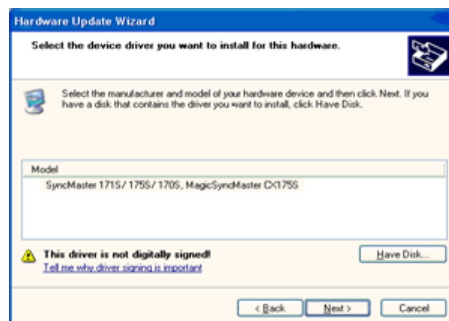 Hardware Update Wizard
Select the device driver you want to install for this hardware.
Select the manufacturer and model of your hardware device and then click Next. If you
have a disk that contains the driver you want to install, click Have Disk.
Model
SyncMaster 171S/ 175S/ 170S, MagicSyncMaster CX175S
This driver is not digitally signed!
Have Disk...
Tell me why driver signing is important
< Back
Next >
Cancel